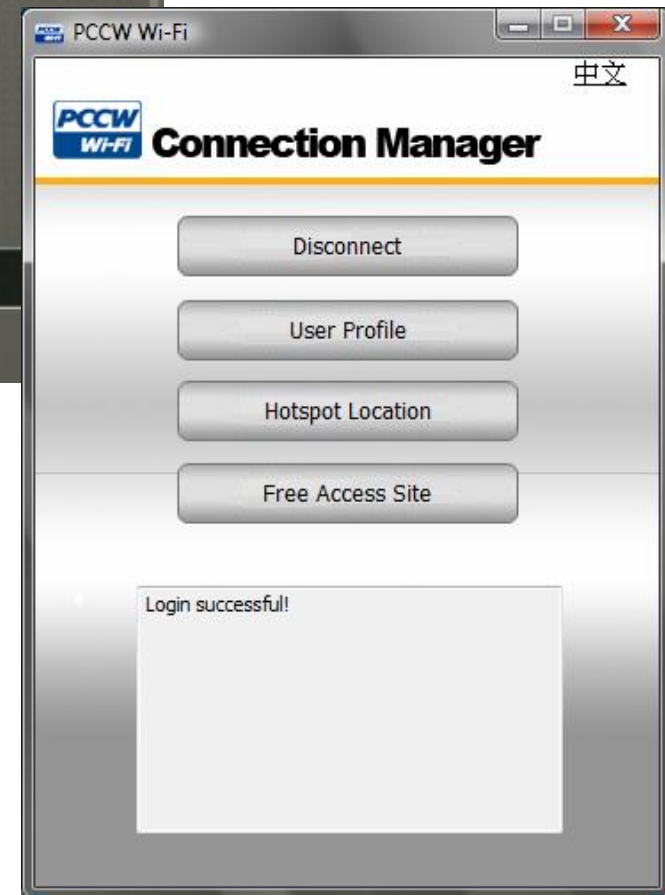 PCCW Wi-Fi
中文
PCCW
Wi-Fi
Connection Manager
Disconnect
User Profile
Hotspot Location
Free Access Site
Login successful!